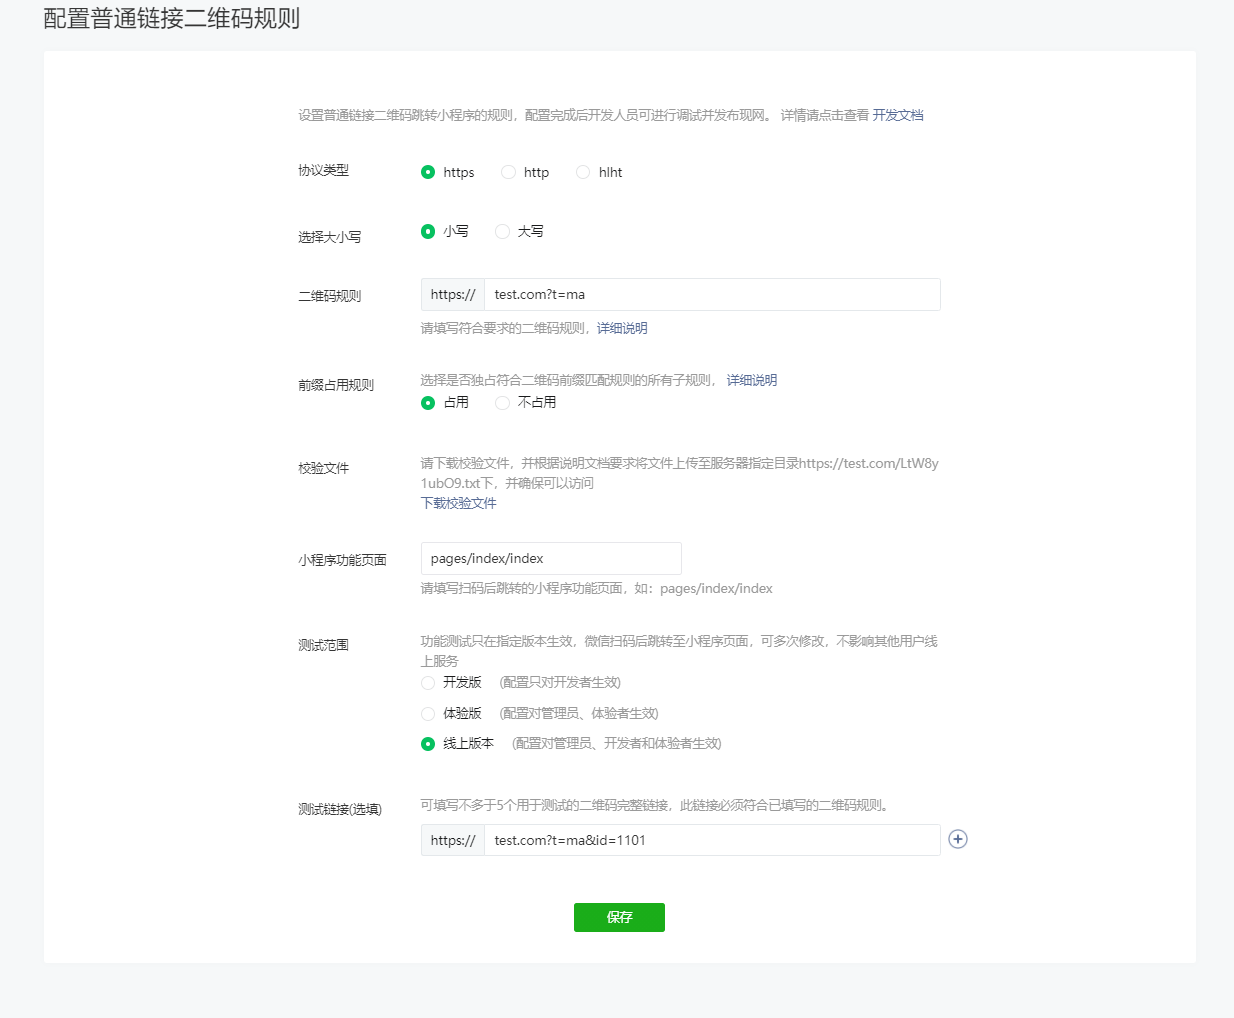 配置普通链接二维码规则
设置普通链接二维码跳转小程序的规则，配置完成后开发人员可进行调试并发布现网。 详情请点击查看 开发文档
协议类型 https http hlht
选择大小写 小写 大写
二维码规则 https:// test.com?t=ma
请填写符合要求的二维码规则，详细说明
前缀占用规则 选择是否独占符合二维码前缀匹配规则的所有子规则， 详细说明
占用 不占用
校验文件 请下载校验文件，并根据说明文档要求将文件上传至服务器指定目录https://test.com/LtW8y
1ubO9.txt下，并确保可以访问
下载校验文件
小程序功能页面 pages/index/index
请填写扫码后跳转的小程序功能页面，如：pages/index/index
测试范围 功能测试只在指定版本生效，微信扫码后跳转至小程序页面，可多次修改，不影响其他用户线
上服务
开发版 (配置只对开发者生效)
体验版 (配置对管理员、体验者生效)
线上版本 (配置对管理员、开发者和体验者生效)
测试链接(选填) 可填写不多于5个用于测试的二维码完整链接，此链接必须符合已填写的二维码规则。
https:// test.com?t=ma&id=1101
保存